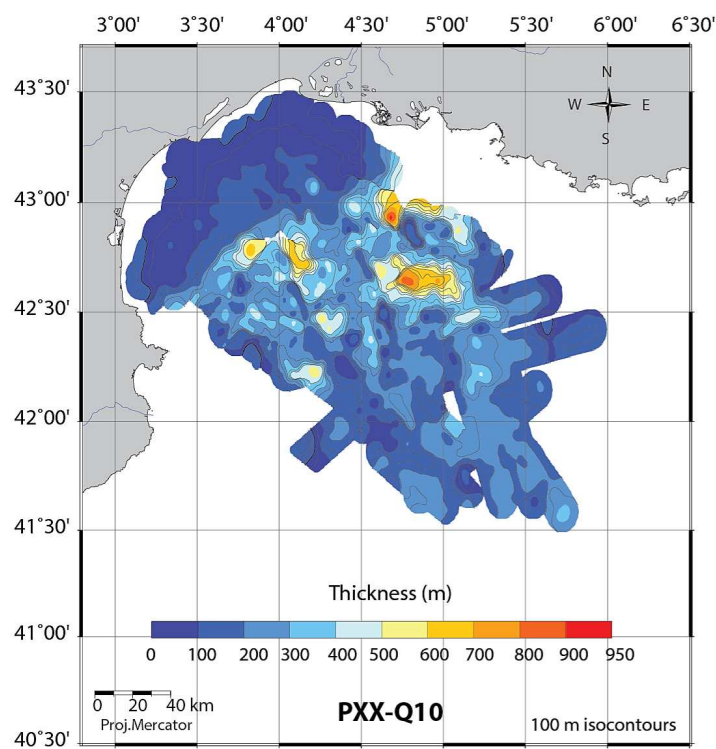 3˚00' 3˚30' 4˚00' 4˚30' 5˚00' 5˚30' 6˚00' 6˚30'
43˚30'
43˚00'
42˚30'
42˚00'
41˚30'
41˚00'
40˚30'
N
W E
S
Thickness (m)
0 100 200 300 400 500 600 700 800 900 950
0 20 40 km
Proj.Mercator
PXX-Q10
100 m isocontours